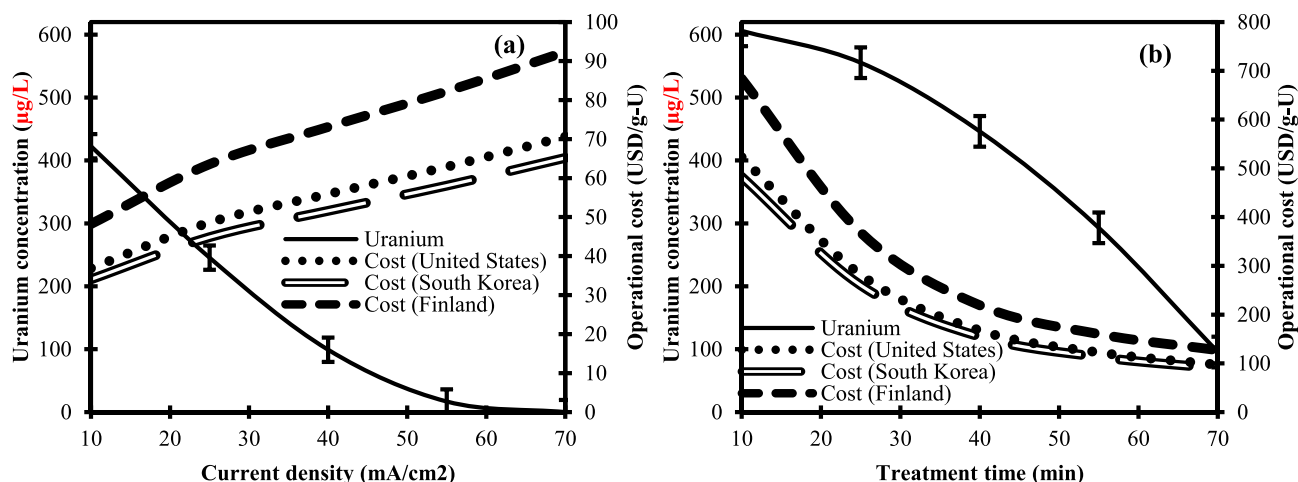 Uranium concentration (µg/L)
600
500
400
300
200
100
0
(a)
Uranium
Cost (United States)
Cost (South Korea)
Cost (Finland)
100
90
80
70
60
50
40
30
20
10
0
Operational cost (USD/g-U)
10 20 30 40 50 60 70
Current density (mA/cm2)
Uranium concentration (µg/L)
600
500
400
300
200
100
0
(b)
Uranium
Cost (United States)
Cost (South Korea)
Cost (Finland)
800
700
600
500
400
300
200
100
0
Operational cost (USD/g-U)
10 20 30 40 50 60 70
Treatment time (min)